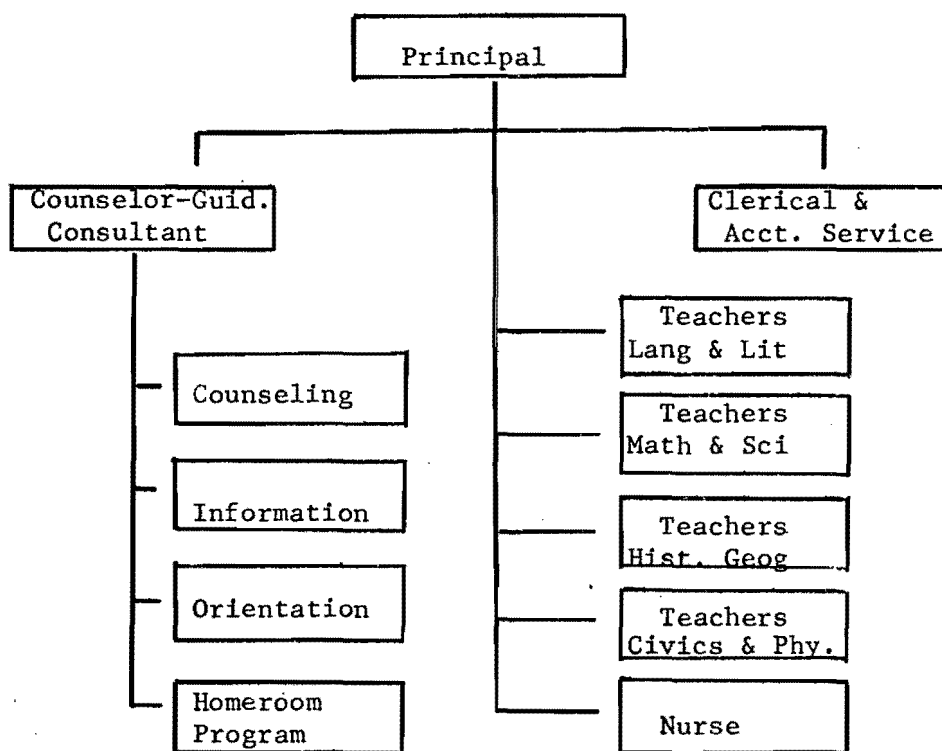 Principal
Counselor-Guid.
Consultant
Clerical &
Acct. Service
Counseling
Information
Orientation
Homeroom
Program
Teachers
Lang & Lit
Teachers
Math & Sci
Teachers
Hist. Geog
Teachers
Civics & Phy.
Nurse